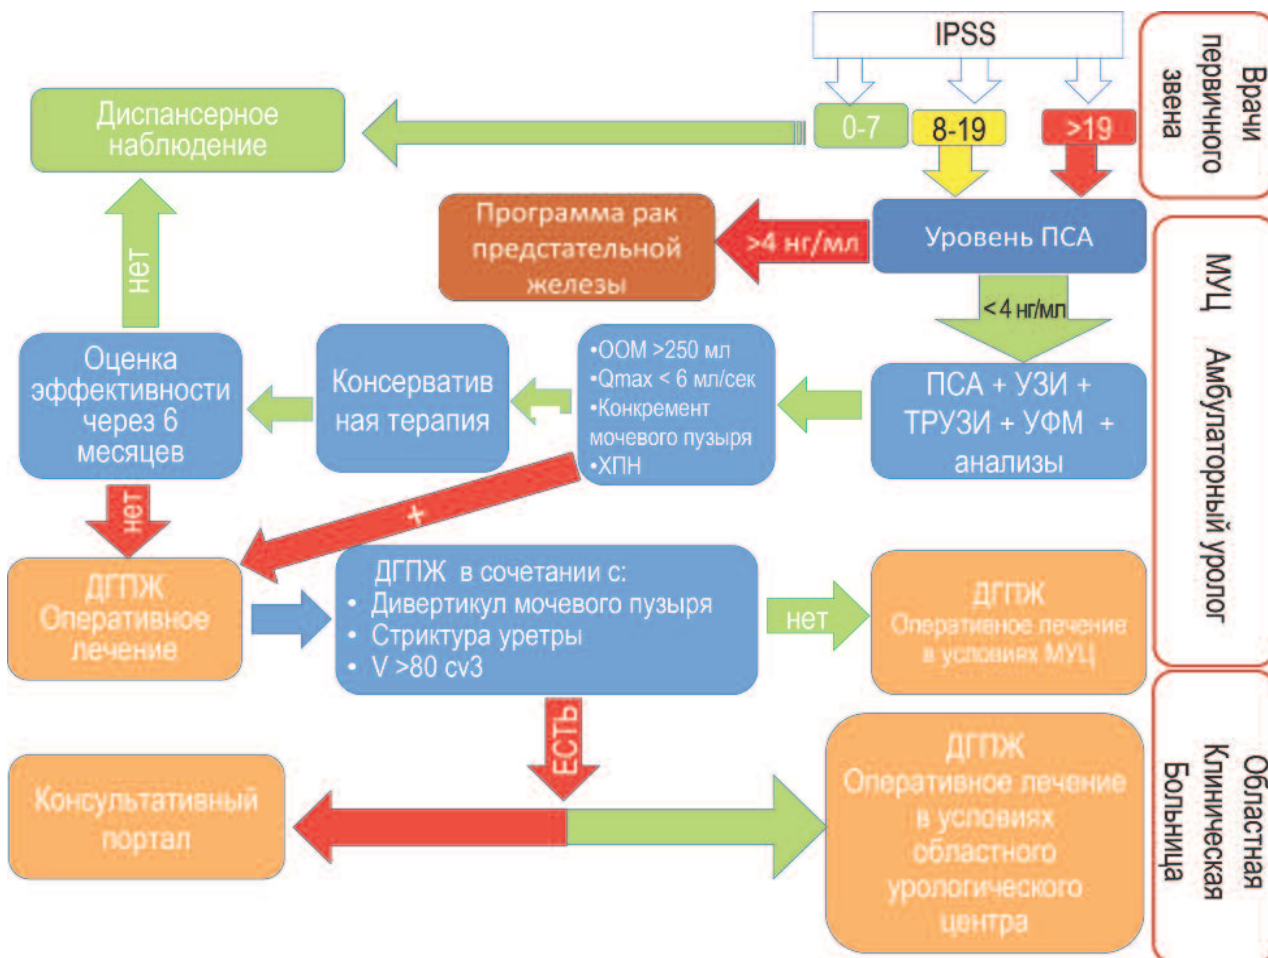 IPSS
0-7
8-19
>19
Врачи
первичного
звена
Диспансерное
наблюдение
Программа рак
предстательной
железы
>4 нг/мл
Уровень ПСА
<4 нг/мл
нет
МУЦ Амбулаторный уролог
Оценка
эффективности
через 6
месяцев
Консерватив
ная терапия
•ООМ >250 мл
•Qmax < 6 мл/сек
•Конкремент
мочевого пузыря
•ХПН
ПСА + УЗИ +
ТРУЗИ + УФМ +
анализы
нет
+
ДГПЖ
Оперативное
лечение
ДГПЖ в сочетании с:
• Дивертикул мочевого пузыря
• Стриктура уретры
• V >80 cv3
нет
ДГПЖ
Оперативное лечение
в условиях МУЦ
ЕСТЬ
Консультативный
портал
ДГПЖ
Оперативное лечение
в условиях
областного
урологического
центра
Областная
Клиническая
Больница